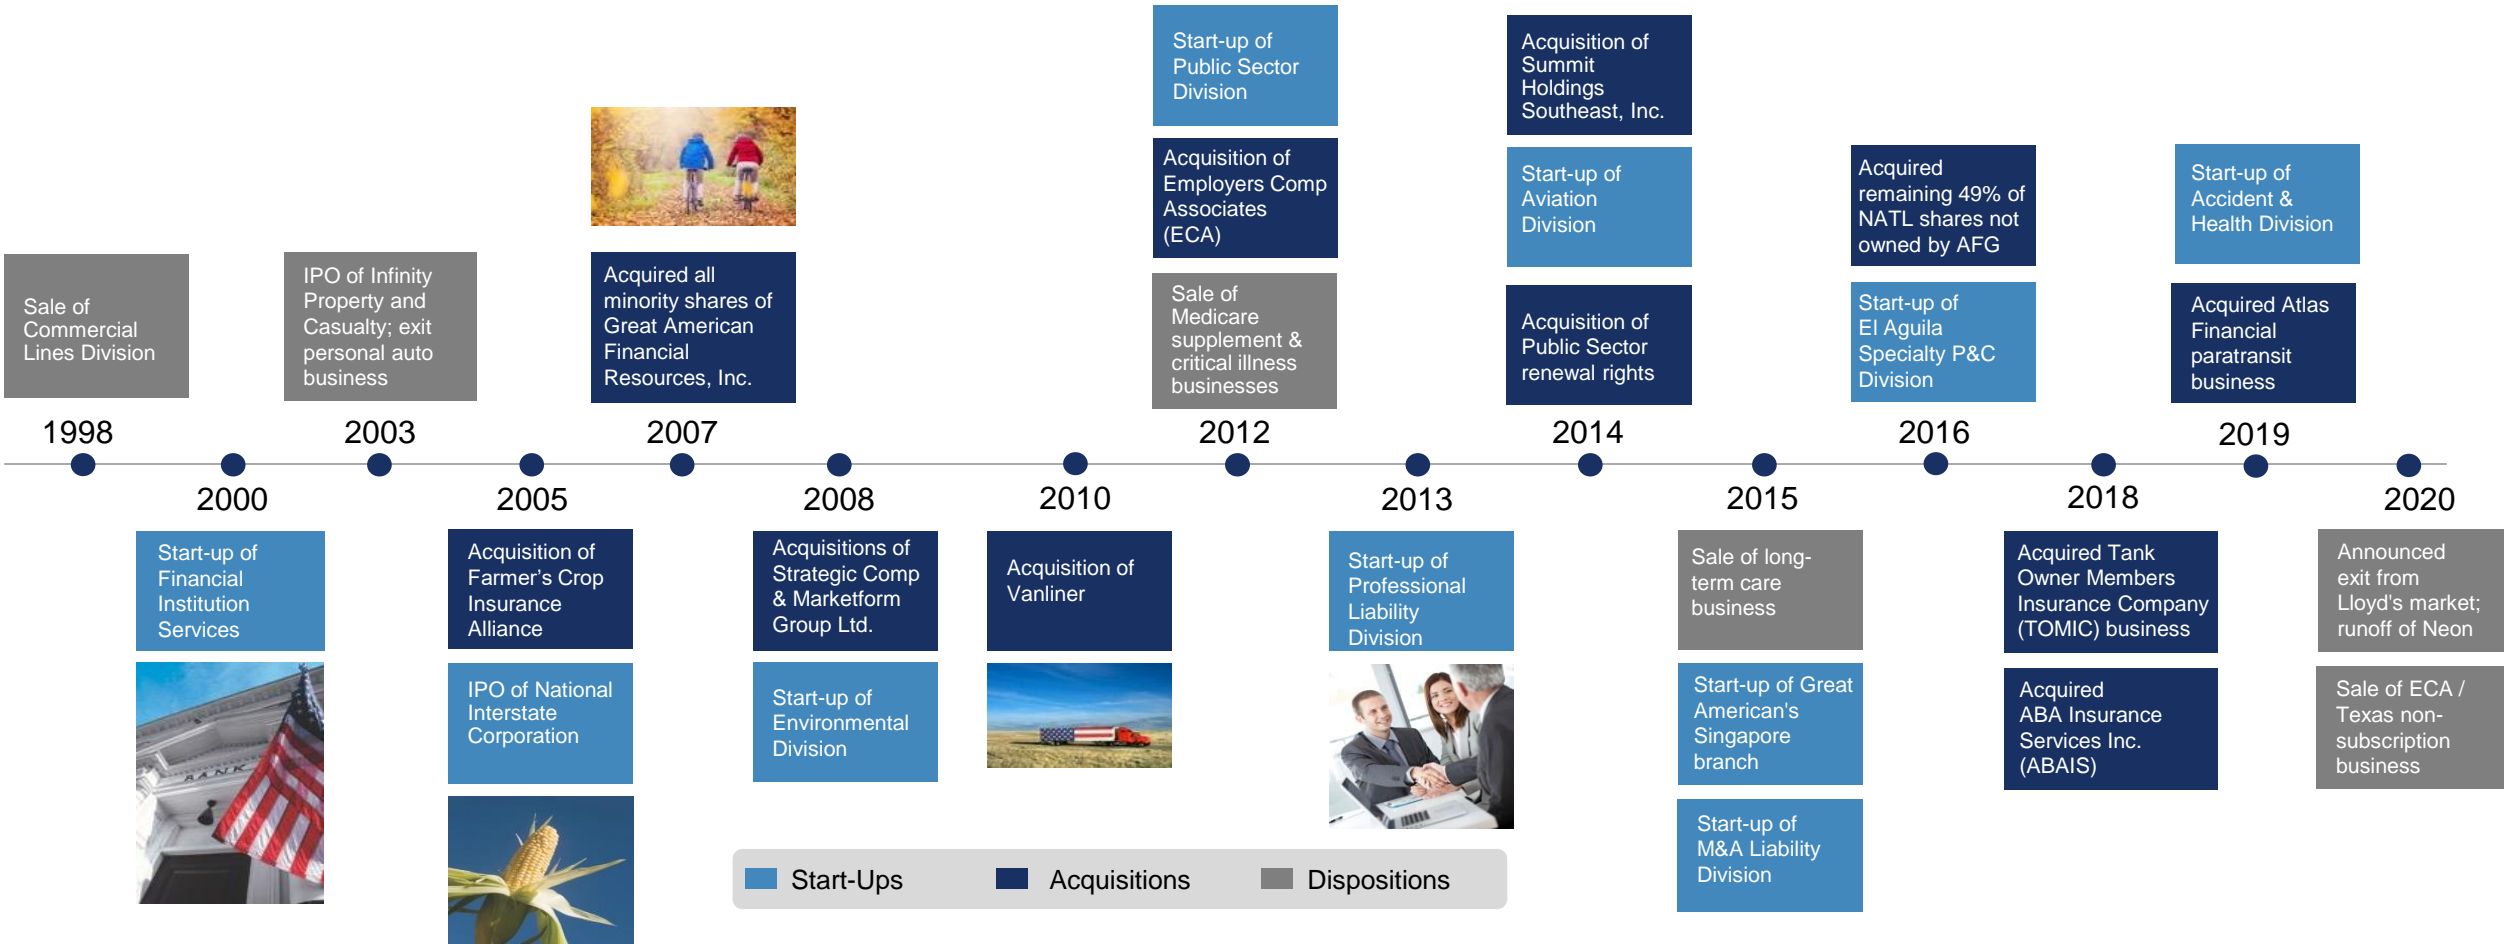 Start-up of
Public Sector
Division
Acquisition of
Summit
Holdings
Southeast, Inc.
Acquisition of
Employers Comp
Associates
(ECA)
Start-up of
Aviation
Division
Acquired
remaining 49% of
NATL shares not
owned by AFG
Start-up of
Accident &
Health Division
Sale of
Commercial
Lines Division
IPO of Infinity
Property and
Casualty; exit
personal auto
business
Acquired all
minority shares of
Great American
Financial
Resources, Inc.
Sale of
Medicare
supplement &
critical illness
businesses
Acquisition of
Public Sector
renewal rights
Start-up of
El Aguila
Specialty P&C
Division
Acquired Atlas
Financial
paratransit
business
1998
2003
2007
2012
2014
2016
2019
2000
2005
2008
2010
2013
2015
2018
2020
Start-up of
Financial
Institution
Services
Acquisition of
Farmer’s Crop
Insurance
Alliance
Acquisitions of
Strategic Comp
& Marketform
Group Ltd.
Acquisition of
Vanliner
Start-up of
Professional
Liability
Division
Sale of long-
term care
business
Acquired Tank
Owner Members
Insurance Company
(TOMIC) business
Announced
exit from
Lloyd's market;
runoff of Neon
IPO of National
Interstate
Corporation
Start-up of
Environmental
Division
Start-up of Great
American's
Singapore
branch
Acquired
ABA Insurance
Services Inc.
(ABAIS)
Sale of ECA /
Texas non-
subscription
business
BANK
Start-up of
M&A Liability
Division
Start-Ups
Acquisitions
Dispositions